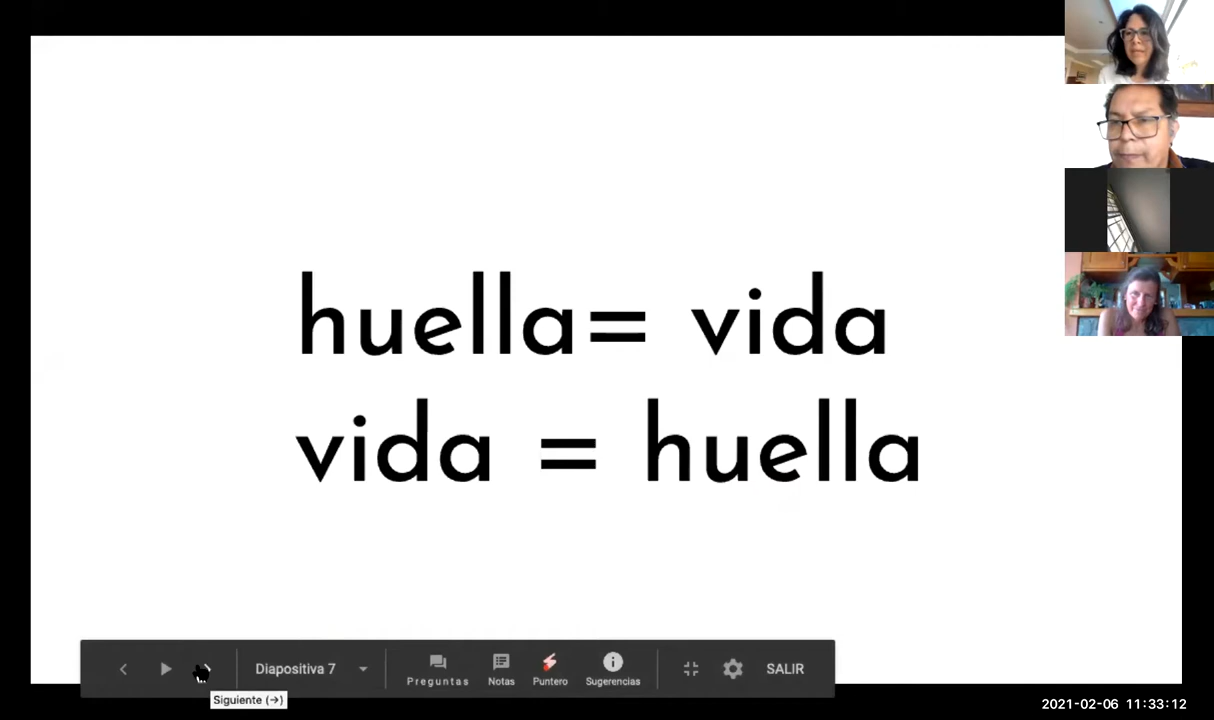 huella= vida
vida = huella
Diapositiva 7
Preguntas
Notas
Puntero
Sugerencias
SALIR
Siguiente (→)
2021-02-06 11:33:12